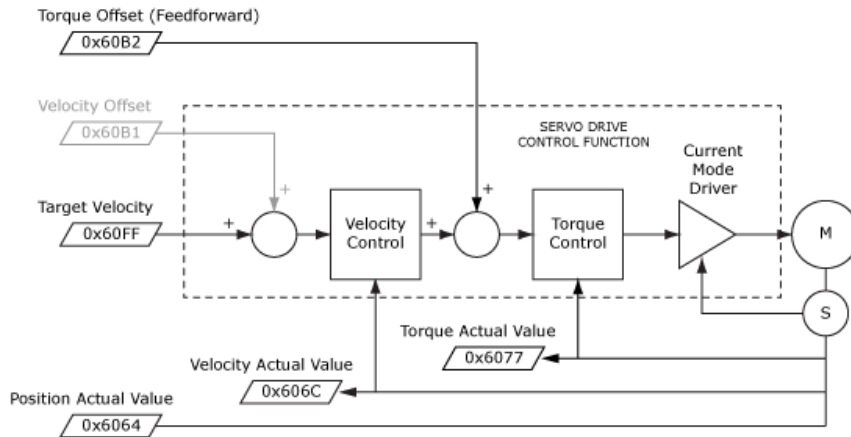 Torque Offset (Feedforward)
0x60B2
Velocity Offset
0x60B1
SERVO DRIVE
CONTROL FUNCTION
Current
Mode
Driver
+
+
Target Velocity
0x60FF
+
Velocity
Control
+
Torque
Control
M
S
Torque Actual Value
0x6077
Velocity Actual Value
0x606C
Position Actual Value
0x6064